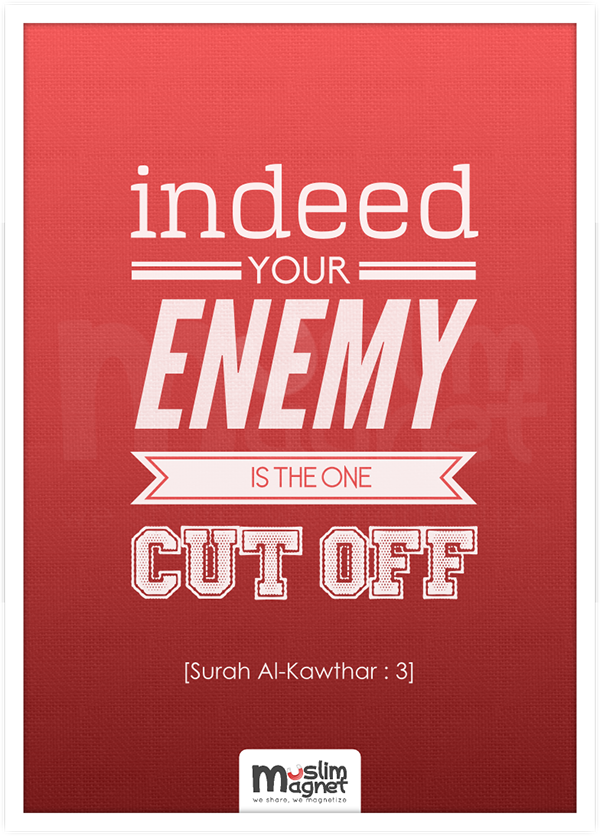 indeed
YOUR
ENEMY
IS THE ONE
CUT OFF
[Surah Al-Kawthar : 3]
muslim
magnet
we share, we magnetize